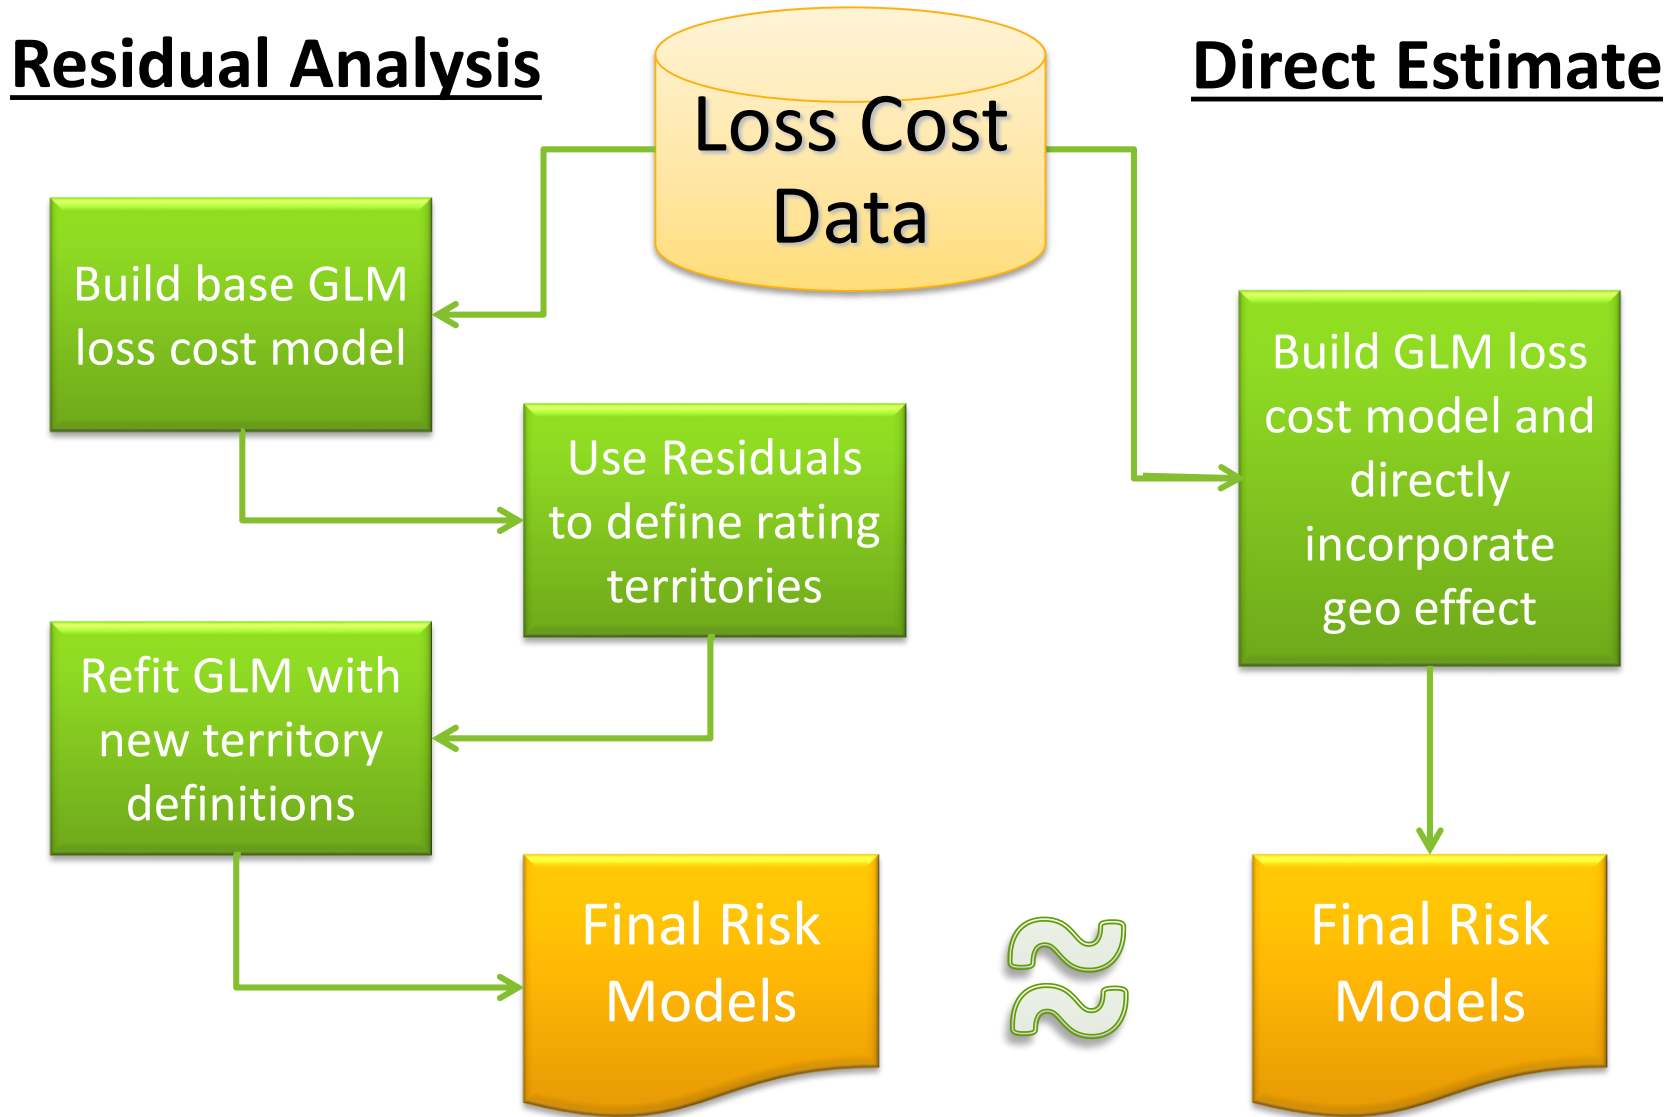 Residual Analysis
Direct Estimate
Loss Cost
Data
Build base GLM
loss cost model
Use Residuals
to define rating
territories
Refit GLM with
new territory
definitions
Final Risk
Models
≈
Build GLM loss
cost model and
directly
incorporate
geo effect
Final Risk
Models